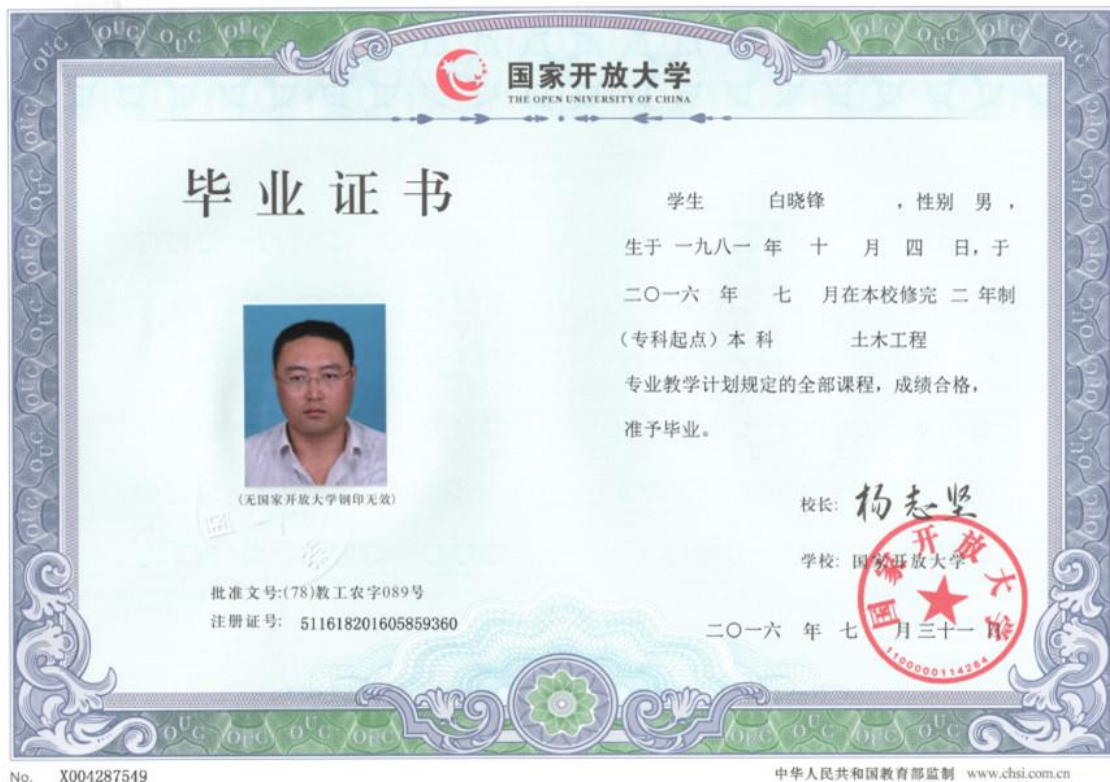 国家开放大学
THE OPEN UNIVERSITY OF CHINA
毕业证书
(无国家开放大学钢印无效)
批准文号:(78)教工农字089号
注册证号: 511618201605859360
学生 白晓锋 ,性别 男 ,
生于 一九八一 年 十 月 四 日,于
二〇一六 年 七 月在本校修完 二 年制
(专科起点)本 科 土木工程
专业教学计划规定的全部课程,成绩合格,
准予毕业。
校长: 杨志坚
学校: 国家开放大学
二〇一六 年 七 月三十一 日
国家开放大学
1100000114284
No. X004287549
中华人民共和国教育部监制 www.chsi.com.cn